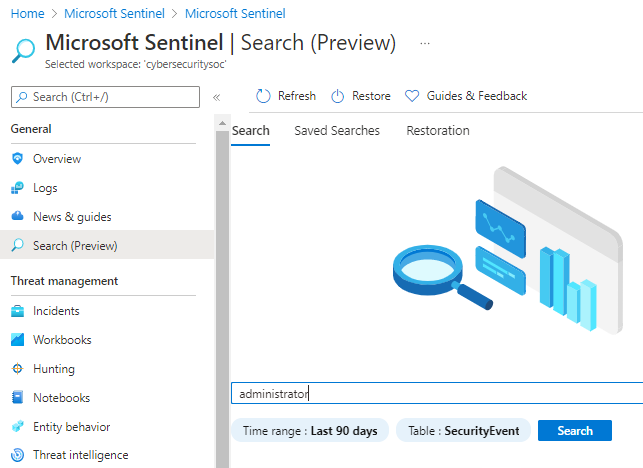 Home > Microsoft Sentinel > Microsoft Sentinel
Microsoft Sentinel | Search (Preview) ...
Selected workspace: 'cybersecuritysoc'
Search (Ctrl+/) «
Refresh Restore Guides & Feedback
General
Overview
Logs
News & guides
Search (Preview)
Threat management
Incidents
Workbooks
Hunting
Notebooks
Entity behavior
Threat intelligence
Search Saved Searches Restoration
administrator
Time range : Last 90 days Table : SecurityEvent Search